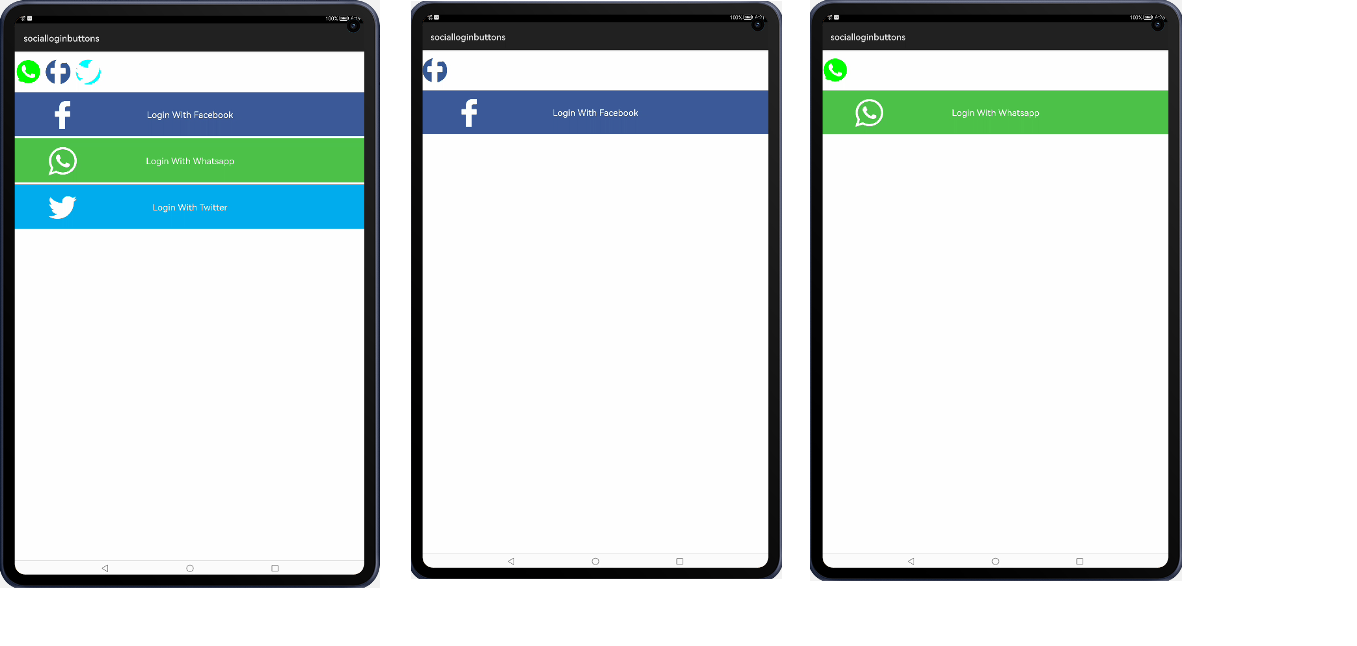 100%
socialloginbuttons
Login With Facebook
Login With Whatsapp
Login With Twitter
100%
socialloginbuttons
Login With Facebook
100%
socialloginbuttons
Login With Whatsapp